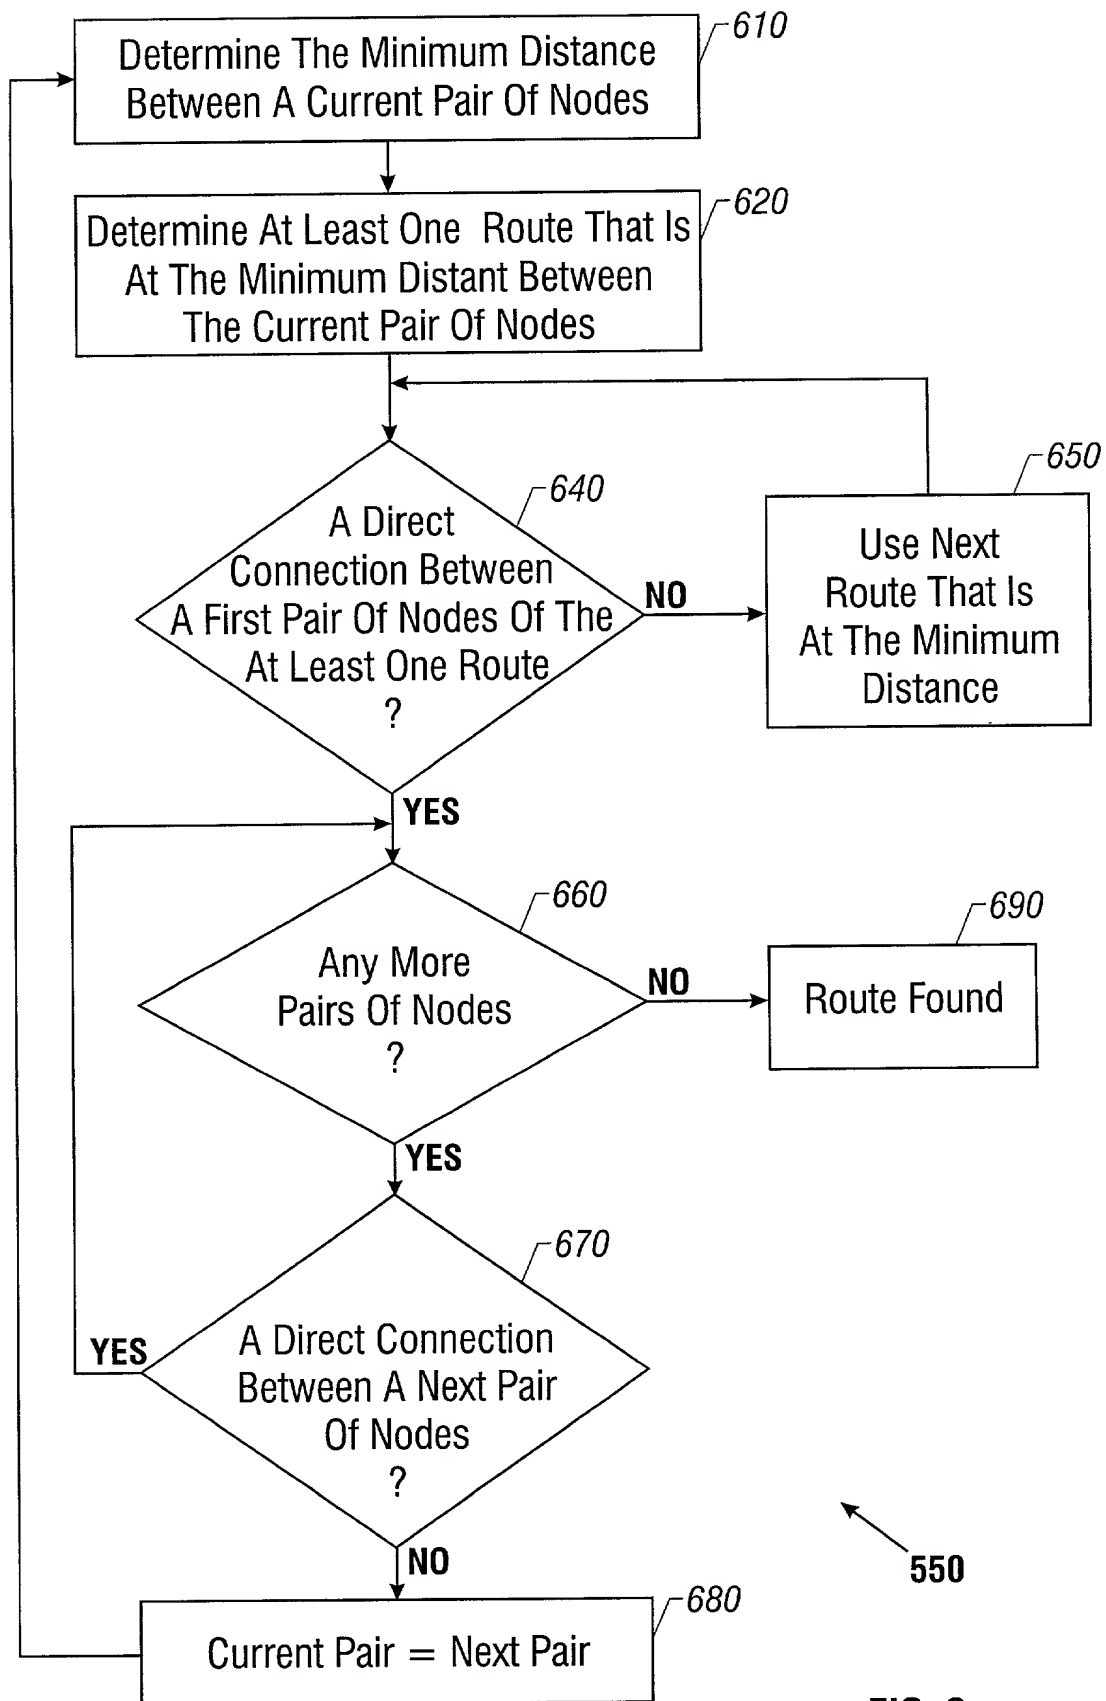 610
Determine The Minimum Distance
Between A Current Pair Of Nodes
620
Determine At Least One Route That Is
At The Minimum Distant Between
The Current Pair Of Nodes
640
A Direct
Connection Between
A First Pair Of Nodes Of The
At Least One Route
?
NO
650
Use Next
Route That Is
At The Minimum
Distance
YES
660
Any More
Pairs Of Nodes
?
NO
690
Route Found
YES
670
A Direct Connection
Between A Next Pair
Of Nodes
?
YES
NO
550
680
Current Pair = Next Pair